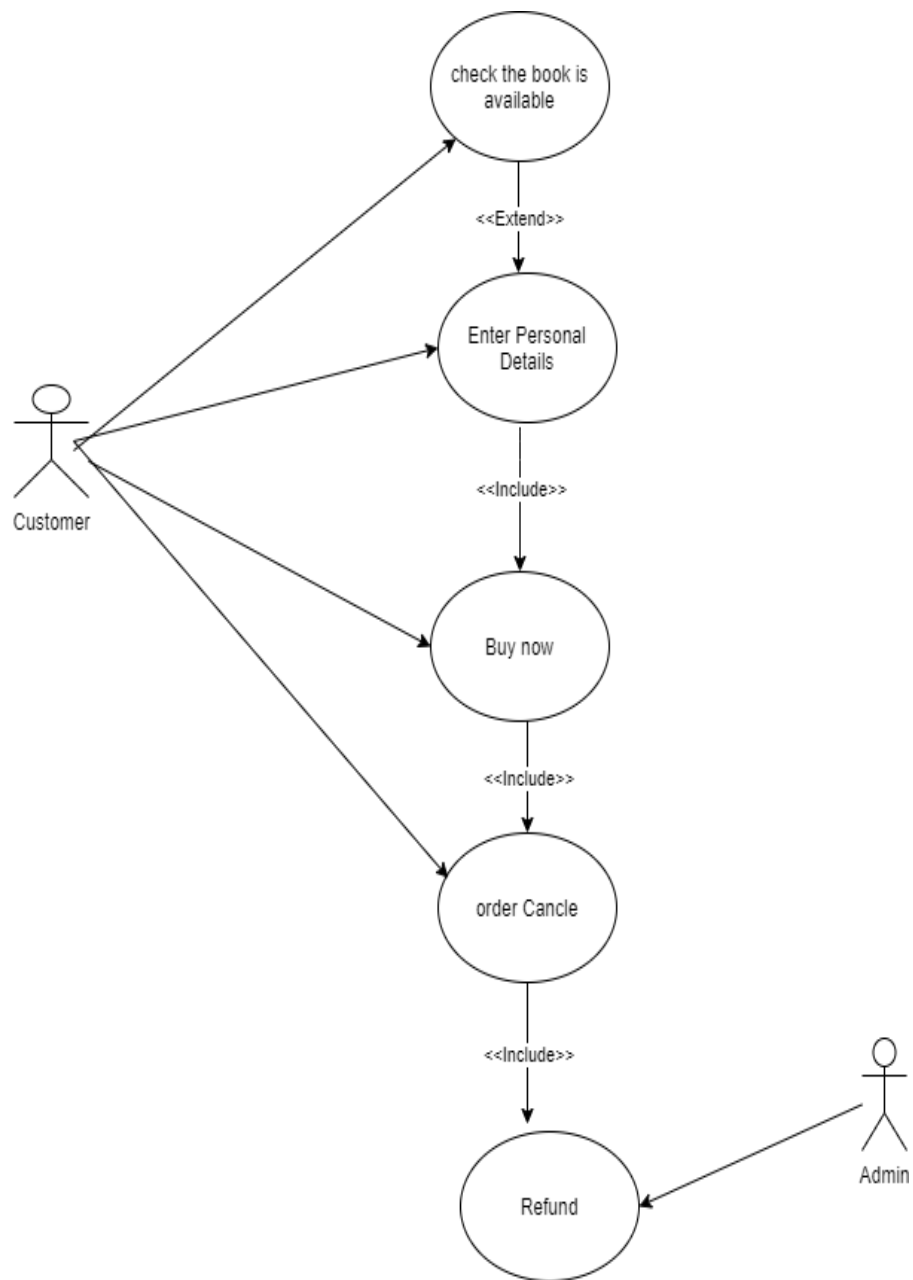 check the book is
available
<<Extend>>
Enter Personal
Details
<<Include>>
Customer
Buy now
<<Include>>
order Cancle
<<Include>>
Admin
Refund